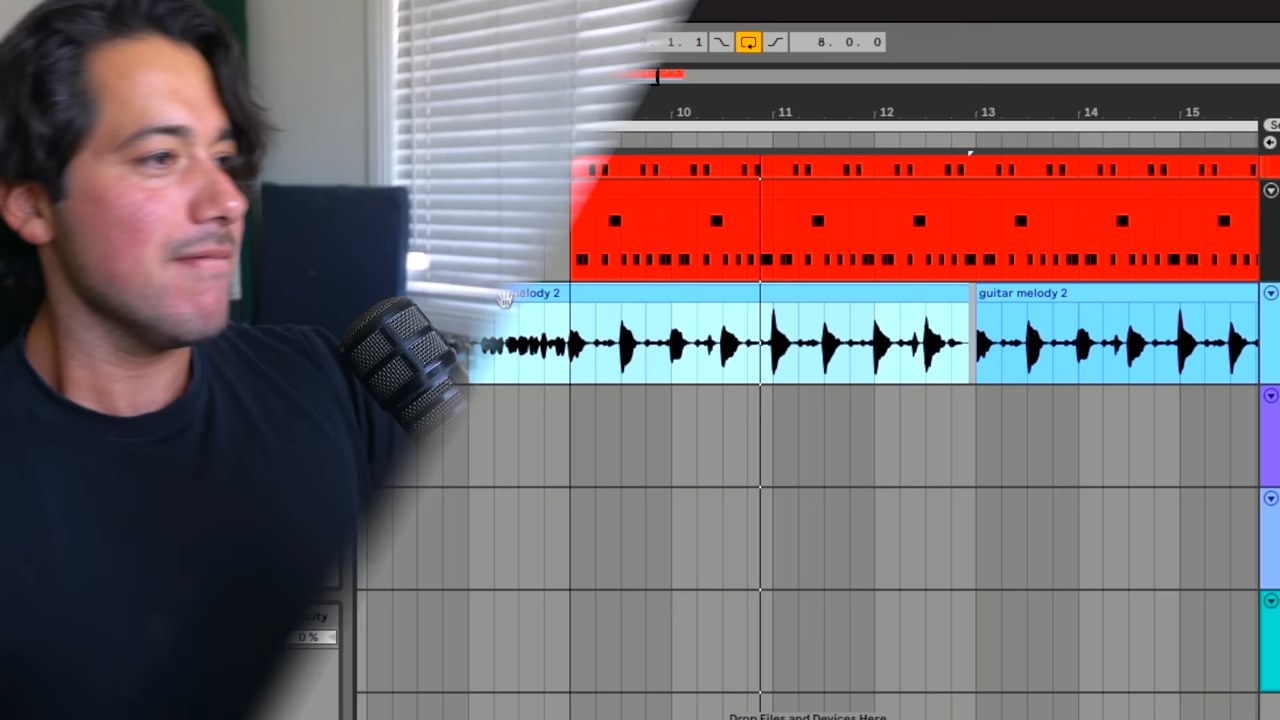 1. 1
8. 0. 0
10 11 12 13 14 15
elody 2 guitar melody 2
0 %
Drop Files and Devices Here